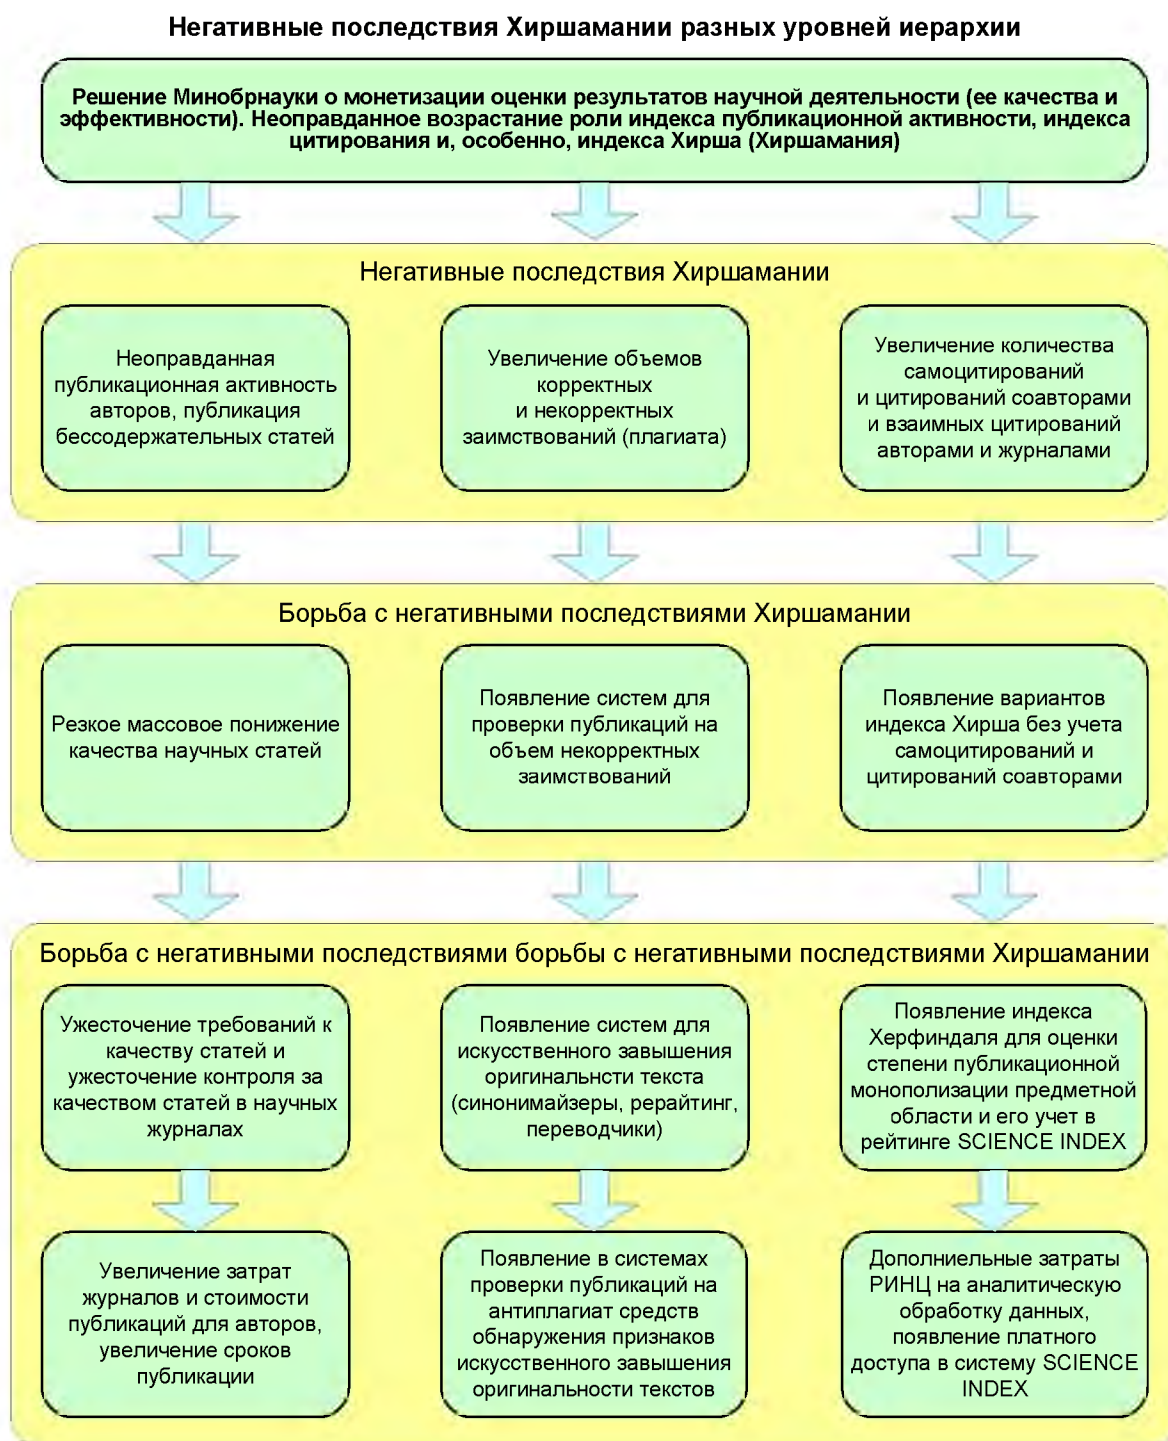 Негативные последствия Хиршамании разных уровней иерархии
Решение Минобрнауки о монетизации оценки результатов научной деятельности (ее качества и
эффективности). Неоправданное возрастание роли индекса публикационной активности, индекса
цитирования и, особенно, индекса Хирша (Хиршамания)
Негативные последствия Хиршамании
Неоправданная
публикационная активность
авторов, публикация
бессодержательных статей
Увеличение объемов
корректных
и некорректных
заимствований (плагиата)
Увеличение количества
самоцитирований
и цитирований соавторами
и взаимных цитирований
авторами и журналами
Борьба с негативными последствиями Хиршамании
Резкое массовое понижение
качества научных статей
Появление систем для
проверки публикаций на
объем некорректных
заимствований
Появление вариантов
индекса Хирша без учета
самоцитирований и
цитирований соавторами
Борьба с негативными последствиями борьбы с негативными последствиями Хиршамании
Ужесточение требований к
качеству статей и
ужесточение контроля за
качеством статей в научных
журналах
Появление систем для
искусственного завышения
оригинальнсти текста
(синонимайзеры, рерайтинг,
переводчики)
Появление индекса
Херфиндаля для оценки
степени публикационной
монополизации предметной
области и его учет в
рейтинге SCIENCE INDEX
Увеличение затрат
журналов и стоимости
публикаций для авторов,
увеличение сроков
публикации
Появление в системах
проверки публикаций на
антиплагиат средств
обнаружения признаков
искусственного завышения
оригинальности текстов
Дополниельные затраты
РИНЦ на аналитическую
обработку данных,
появление платного
доступа в систему SCIENCE
INDEX